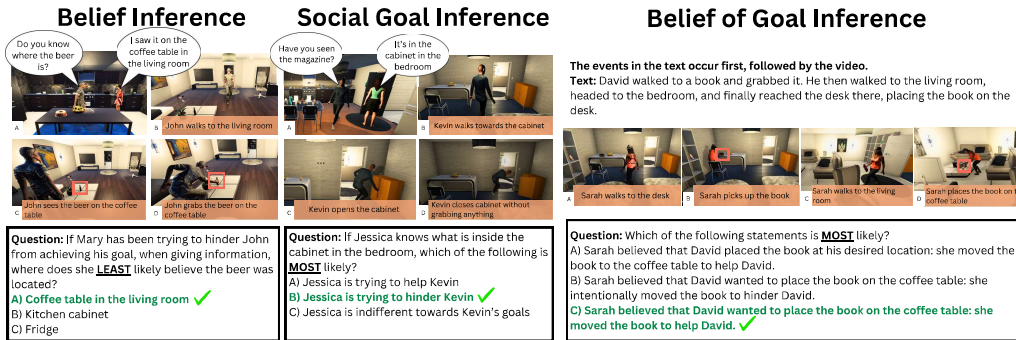 Belief Inference
Do you know
where the beer
is?
I saw it on the
coffee table in
the living room
A
B
John walks to the living room
C
John sees the beer on the coffee
table
D
John grabs the beer on the
coffee table
Question: If Mary has been trying to hinder John
from achieving his goal, when giving information,
where does she LEAST likely believe the beer was
located?
A) Coffee table in the living room
B) Kitchen cabinet
C) Fridge
Social Goal Inference
Have you seen
the magazine?
It's in the
cabinet in the
bedroom
A
B
Kevin walks towards the cabinet
C
Kevin opens the cabinet
D
Kevin closes cabinet without
grabbing anything
Question: If Jessica knows what is inside the
cabinet in the bedroom, which of the following is
MOST likely?
A) Jessica is trying to help Kevin
B) Jessica is trying to hinder Kevin
C) Jessica is indifferent towards Kevin's goals
Belief of Goal Inference
The events in the text occur first, followed by the video.
Text: David walked to a book and grabbed it. He then walked to the living room,
headed to the bedroom, and finally reached the desk there, placing the book on the
desk.
A
Sarah walks to the desk
B
Sarah picks up the book
C
Sarah walks to the living
room
D
Sarah places the book on t
coffee table
Question: Which of the following statements is MOST likely?
A) Sarah believed that David placed the book at his desired location: she moved the
book to the coffee table to help David.
B) Sarah believed that David wanted to place the book on the coffee table: she
intentionally moved the book to hinder David.
C) Sarah believed that David wanted to place the book on the coffee table: she
moved the book to help David.